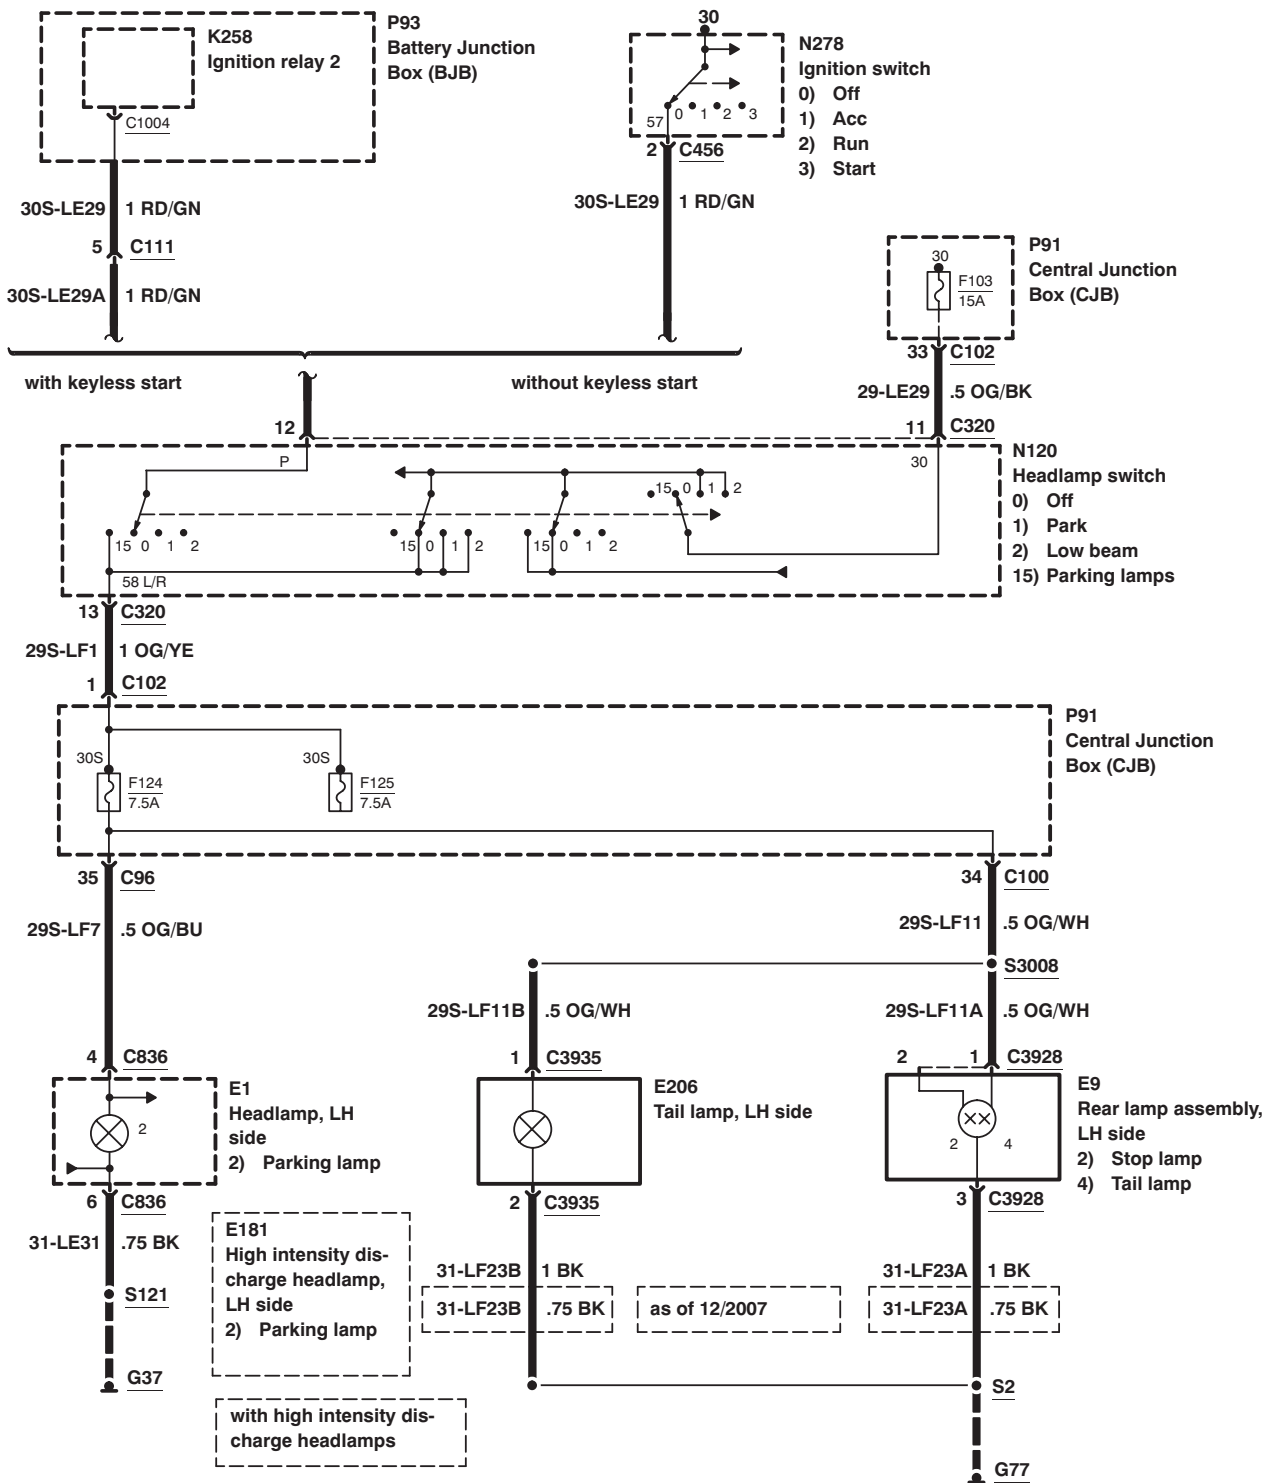 K258
Ignition relay 2
C1004
P93
Battery Junction
Box (BJB)
30
57
0 1 2 3
N278
Ignition switch
0) Off
1) Acc
2) Run
3) Start
2 C456
30S-LE29 1 RD/GN
5 C111
30S-LE29A 1 RD/GN
30S-LE29 1 RD/GN
30
F103
15A
P91
Central Junction
Box (CJB)
33 C102
with keyless start
without keyless start
29-LE29 .5 OG/BK
12
11 C320
P
30
15 0 1 2
15 0 1 2
15 0 1 2
15 0 1 2
58 L/R
N120
Headlamp switch
0) Off
1) Park
2) Low beam
15) Parking lamps
13 C320
29S-LF1 1 OG/YE
1 C102
30S
F124
7.5A
30S
F125
7.5A
P91
Central Junction
Box (CJB)
35 C96
34 C100
29S-LF7 .5 OG/BU
29S-LF11 .5 OG/WH
S3008
29S-LF11B .5 OG/WH
29S-LF11A .5 OG/WH
4 C836
1 C3935
2 1 C3928
2
E1
Headlamp, LH
side
2) Parking lamp
E206
Tail lamp, LH side
2 4
E9
Rear lamp assembly,
LH side
2) Stop lamp
4) Tail lamp
6 C836
2 C3935
3 C3928
31-LE31 .75 BK
S121
G37
E181
High intensity dis-
charge headlamp,
LH side
2) Parking lamp
31-LF23B 1 BK
31-LF23B .75 BK
as of 12/2007
31-LF23A 1 BK
31-LF23A .75 BK
S2
with high intensity dis-
charge headlamps
G77